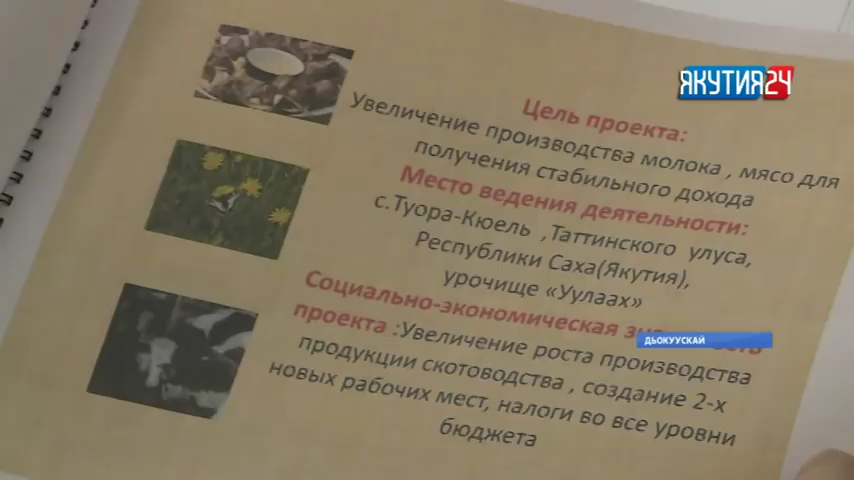 ЯКУТИЯ24
Цель проекта:
Увеличение производства молока , мясо для
получения стабильного дохода
Место ведения деятельности:
с.Туора-Кюель ,Таттинского улуса,
Республики Саха(Якутия),
урочище «Уулаах»
Социально-экономическая
проекта :Увеличение роста производства
продукции скотоводства , создание 2-х
новых рабочих мест, налоги во все уровни
бюджета
ДЬОКУУСКАЙ